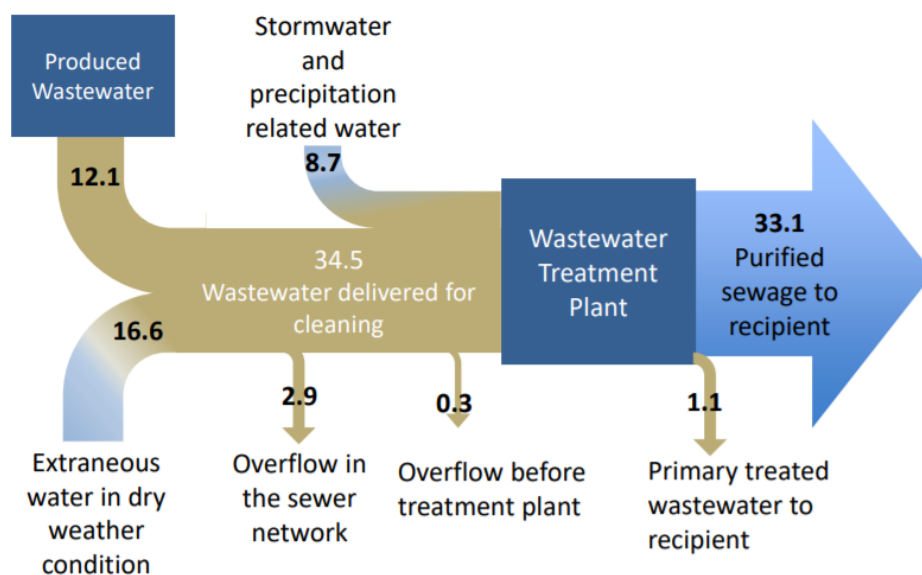 Produced
Wastewater
12.1
Stormwater
and
precipitation
related water
8.7
34.5
Wastewater delivered for
cleaning
16.6
Wastewater
Treatment
Plant
33.1
Purified
sewage to
recipient
2.9
0.3
1.1
Extraneous
water in dry
weather
condition
Overflow in
the sewer
network
Overflow before
treatment plant
Primary treated
wastewater to
recipient